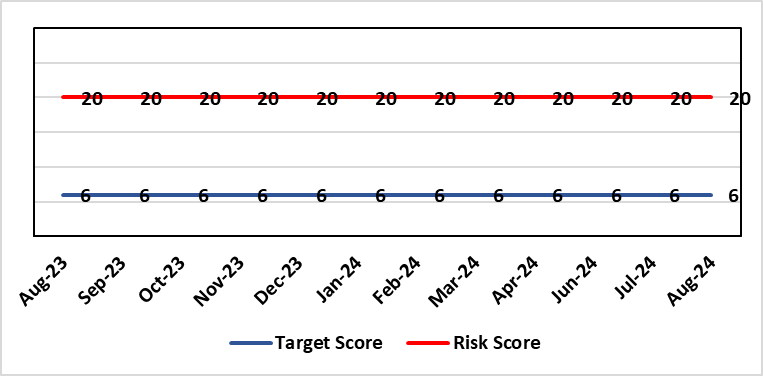 20 20 20 20 20 20 20 20 20 20 20 20
6 6 6 6 6 6 6 6 6 6 6 6
Aug-23 Sep-23 Oct-23 Nov-23 Dec-23 Jan-24 Feb-24 Mar-24 Apr-24 Jun-24 Jul-24 Aug-24
Target Score Risk Score